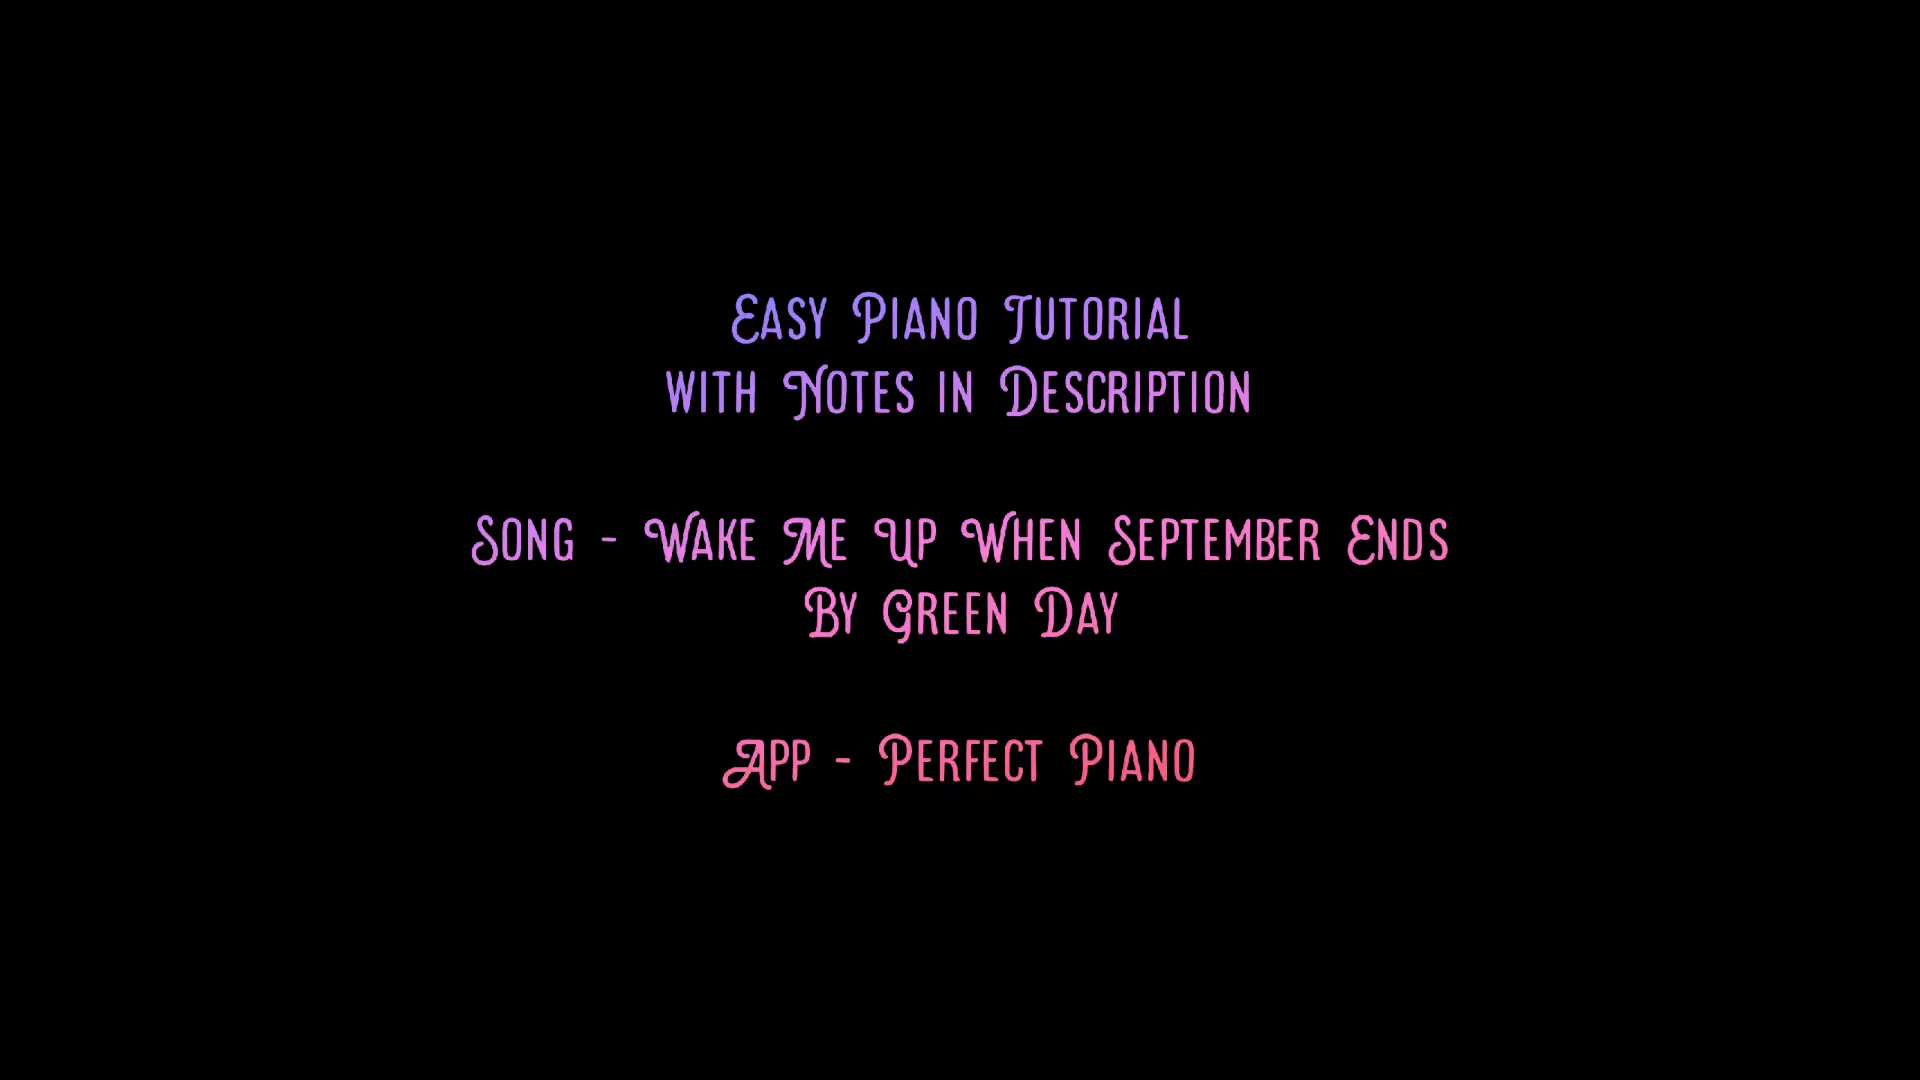 Easy Piano Tutorial
with Notes in Description
Song - Wake Me Up When September Ends
By Green Day
App - Perfect Piano